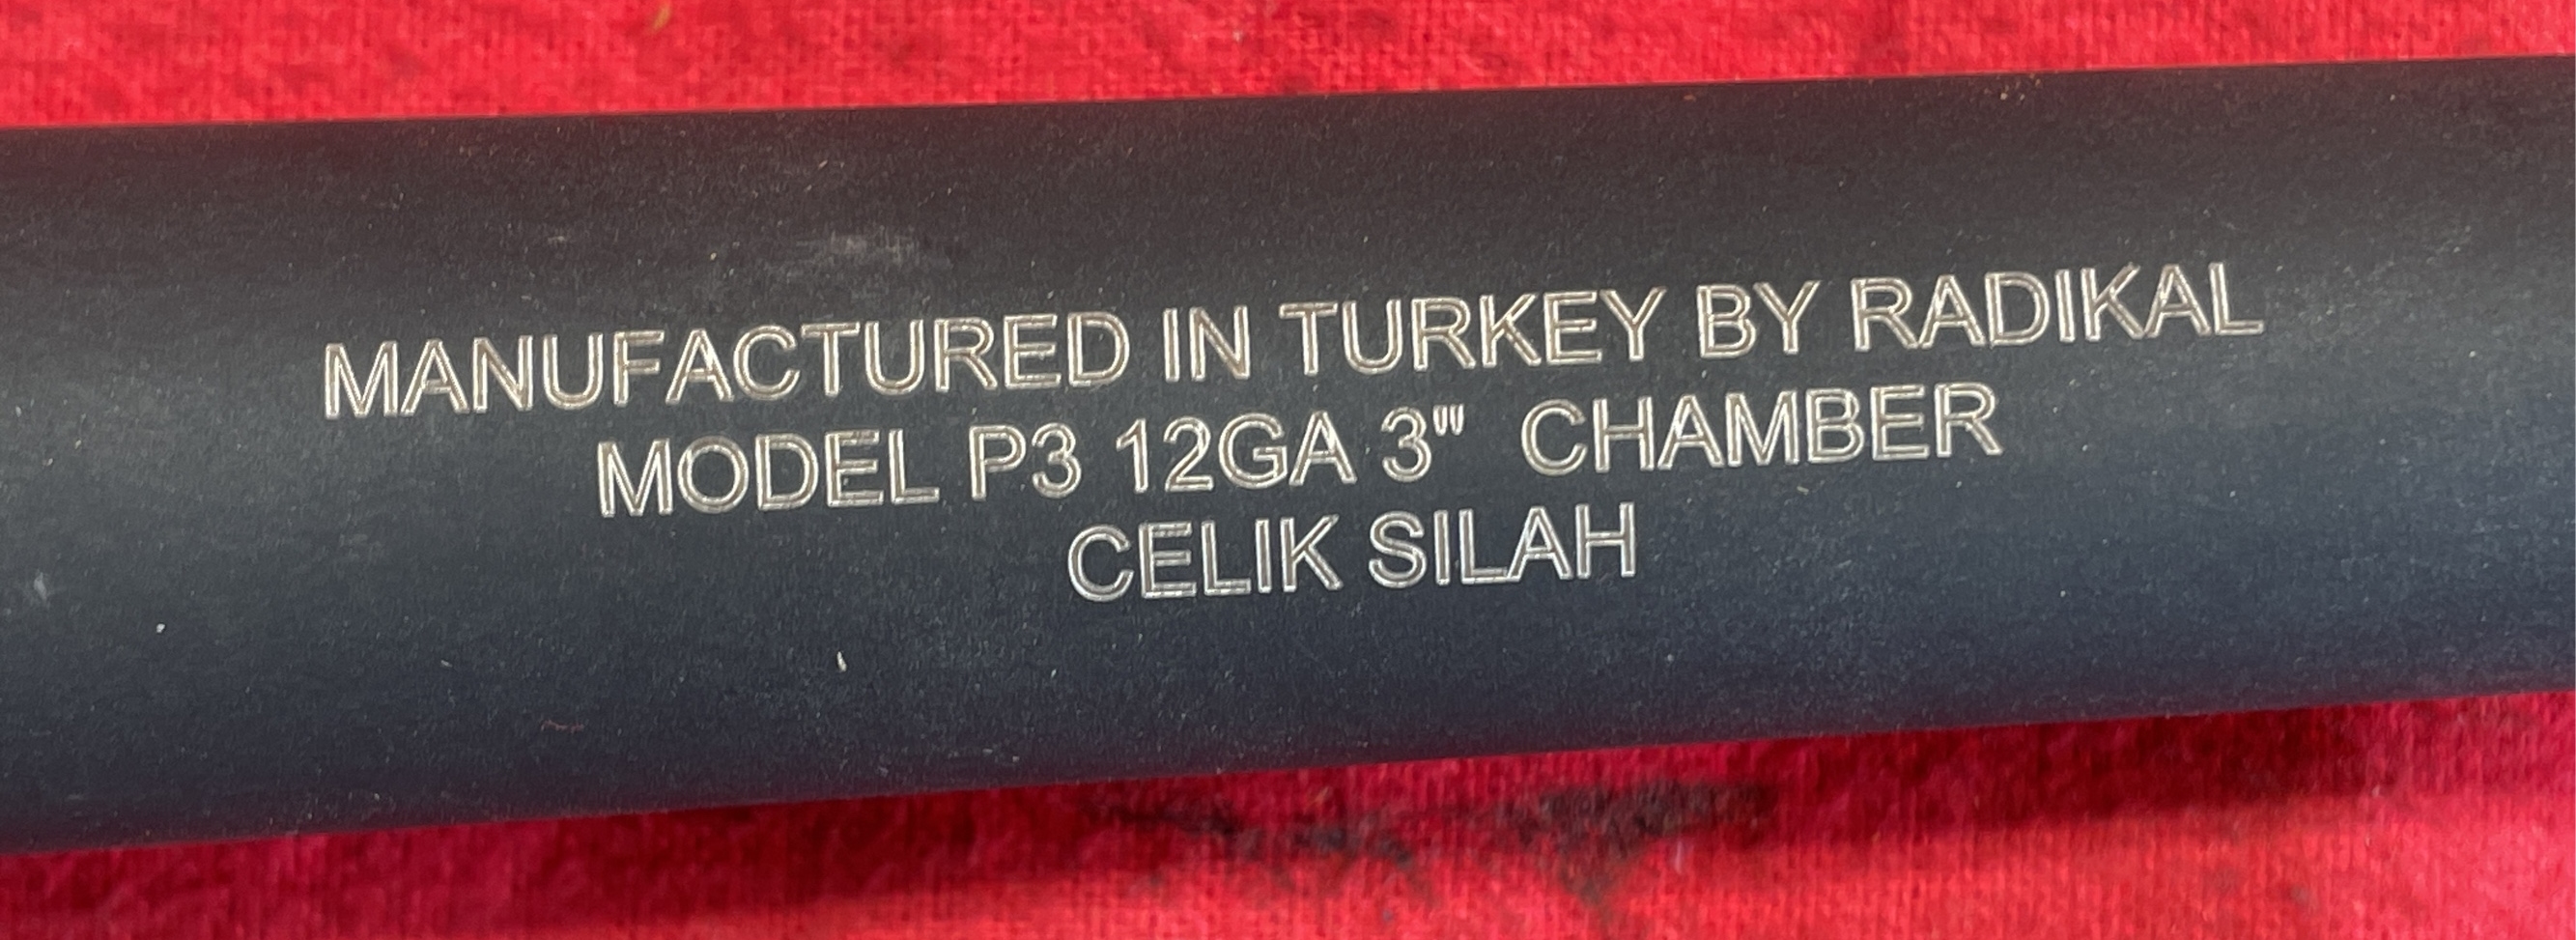 MANUFACTURED IN TURKEY BY RADIKAL
MODEL P3 12GA 3" CHAMBER
CELIK SILAH